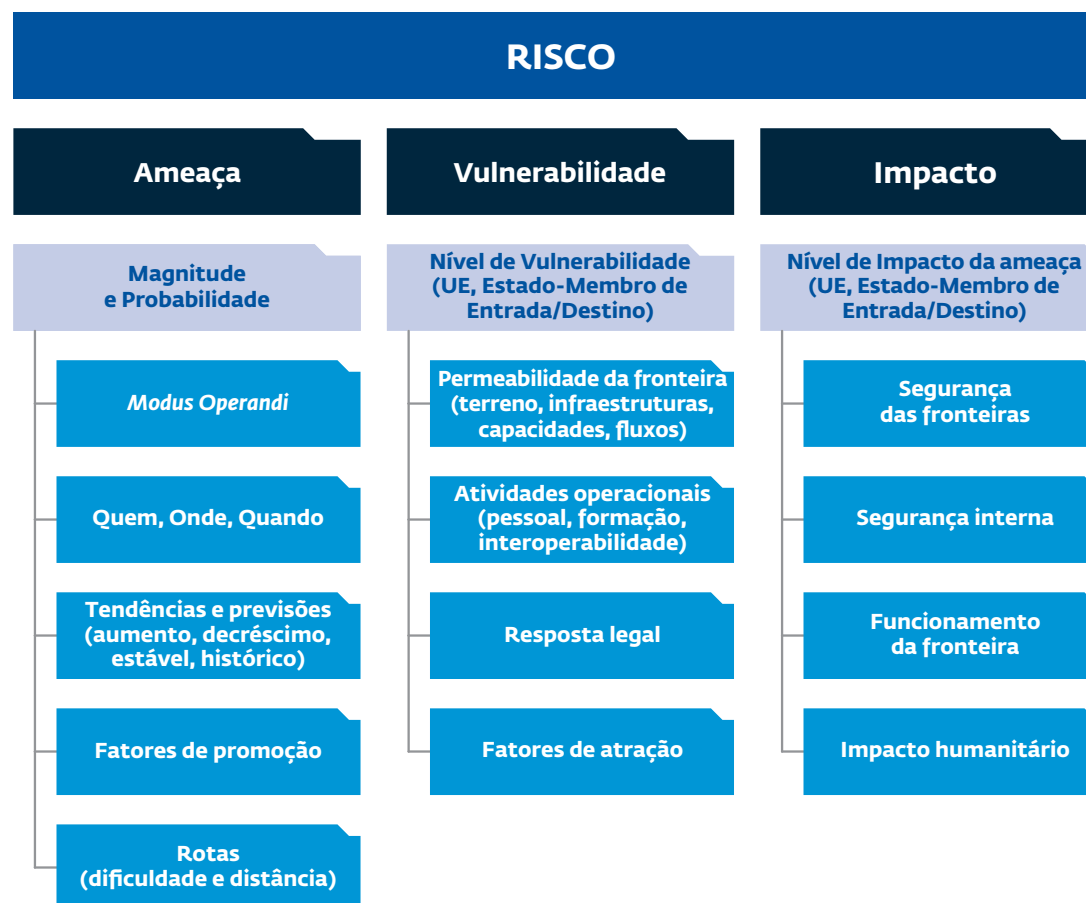 RISCO
Ameaça
Magnitude
e Probabilidade
Modus Operandi
Quem, Onde, Quando
Tendências e previsões
(aumento, decréscimo,
estável, histórico)
Fatores de promoção
Rotas
(dificuldade e distância)
Vulnerabilidade
Nível de Vulnerabilidade
(UE, Estado-Membro de
Entrada/Destino)
Permeabilidade da fronteira
(terreno, infraestruturas,
capacidades, fluxos)
Atividades operacionais
(pessoal, formação,
interoperabilidade)
Resposta legal
Fatores de atração
Impacto
Nível de Impacto da ameaça
(UE, Estado-Membro de
Entrada/Destino)
Segurança
das fronteiras
Segurança interna
Funcionamento
da fronteira
Impacto humanitário